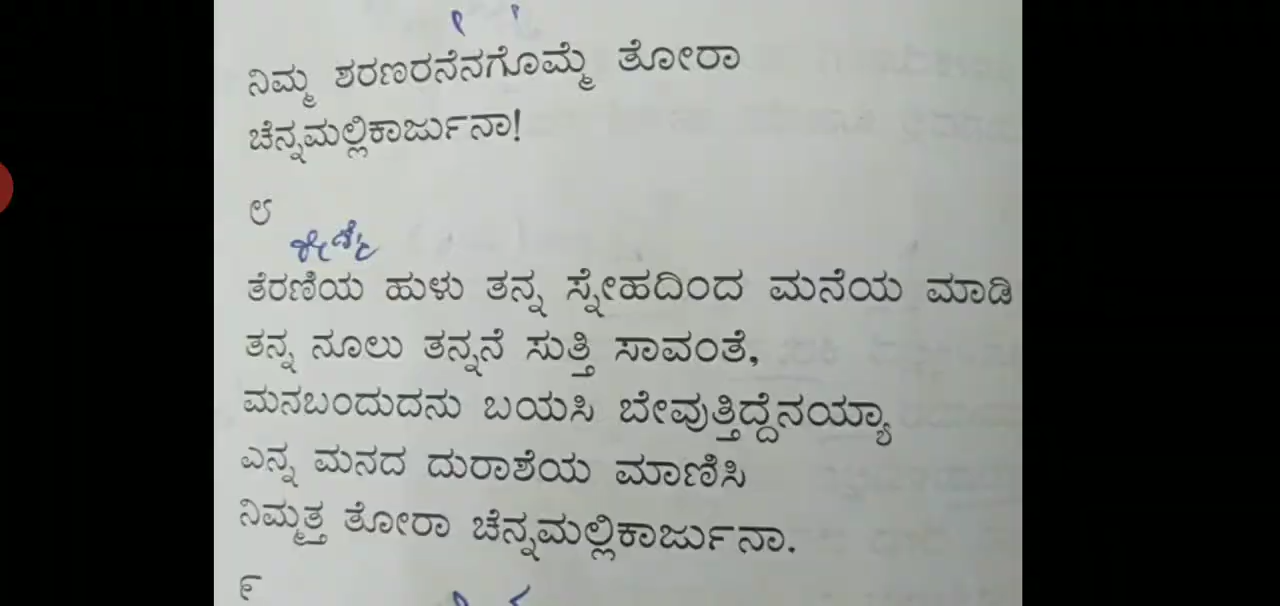 ನಿಮ್ಮ ಶರಣರನೆನಗೊಮ್ಮೆ ತೋರಾ
ಚೆನ್ನಮಲ್ಲಿಕಾರ್ಜುನಾ!
೮
ತೆರಣಿಯ ಹುಳು ತನ್ನ ಸ್ನೇಹದಿಂದ ಮನೆಯ ಮಾಡಿ
ತನ್ನ ನೂಲು ತನ್ನನೆ ಸುತ್ತಿ ಸಾವಂತೆ,
ಮನಬಂದುದನು ಬಯಸಿ ಬೇವುತ್ತಿದ್ದೆನಯ್ಯಾ
ಎನ್ನ ಮನದ ದುರಾಶೆಯ ಮಾಣಿಸಿ
ನಿಮ್ಮತ್ತ ತೋರಾ ಚೆನ್ನಮಲ್ಲಿಕಾರ್ಜುನಾ.
೯